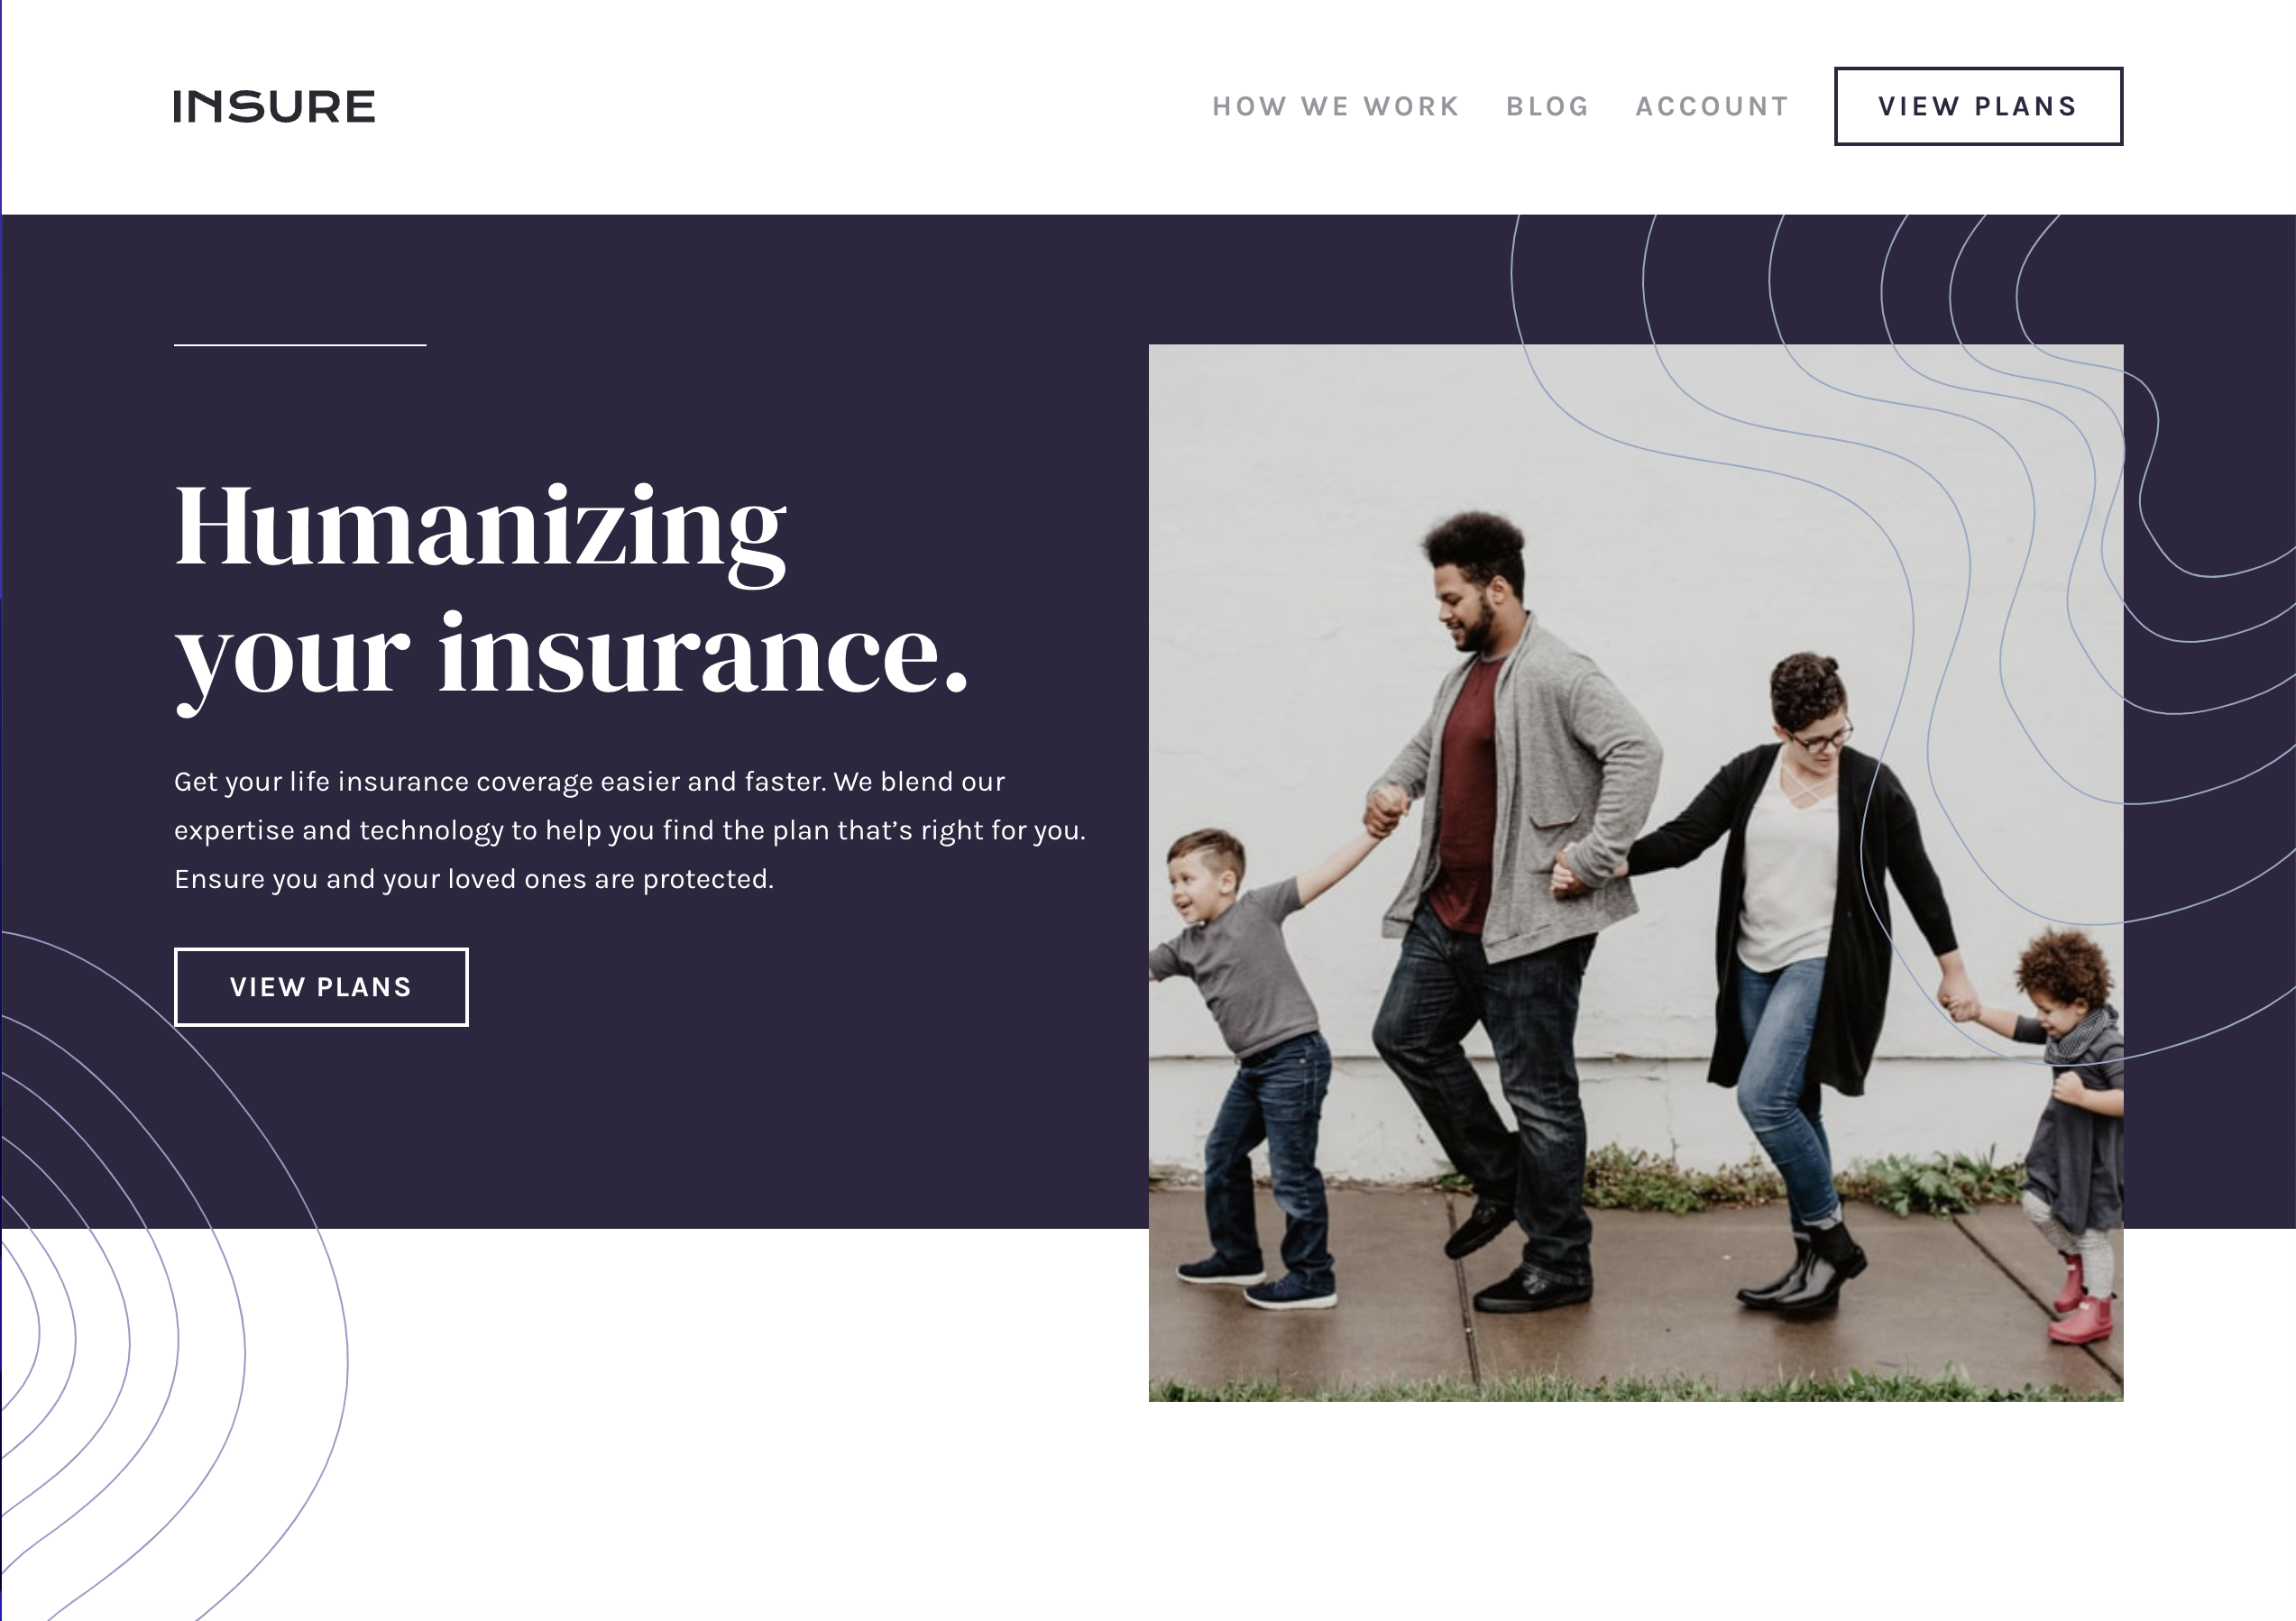 INSURE
HOW WE WORK BLOG ACCOUNT VIEW PLANS
Humanizing
your insurance.
Get your life insurance coverage easier and faster. We blend our
expertise and technology to help you find the plan that’s right for you.
Ensure you and your loved ones are protected.
VIEW PLANS